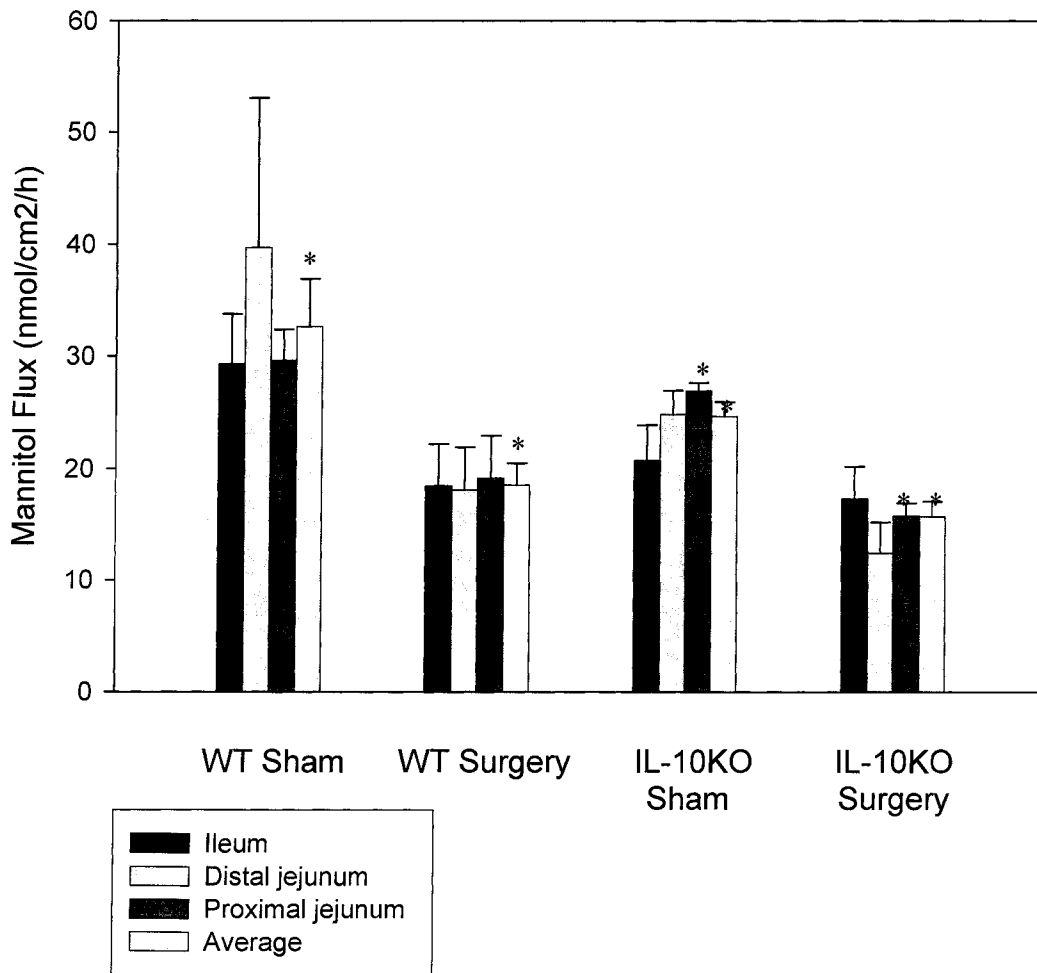 60
50
40
30
20
10
0
Mannitol Flux (nmol/cm2/h)
*
*
*
*
*
*
WT Sham
WT Surgery
IL-10KO
Sham
IL-10KO
Surgery
Ileum
Distal jejunum
Proximal jejunum
Average